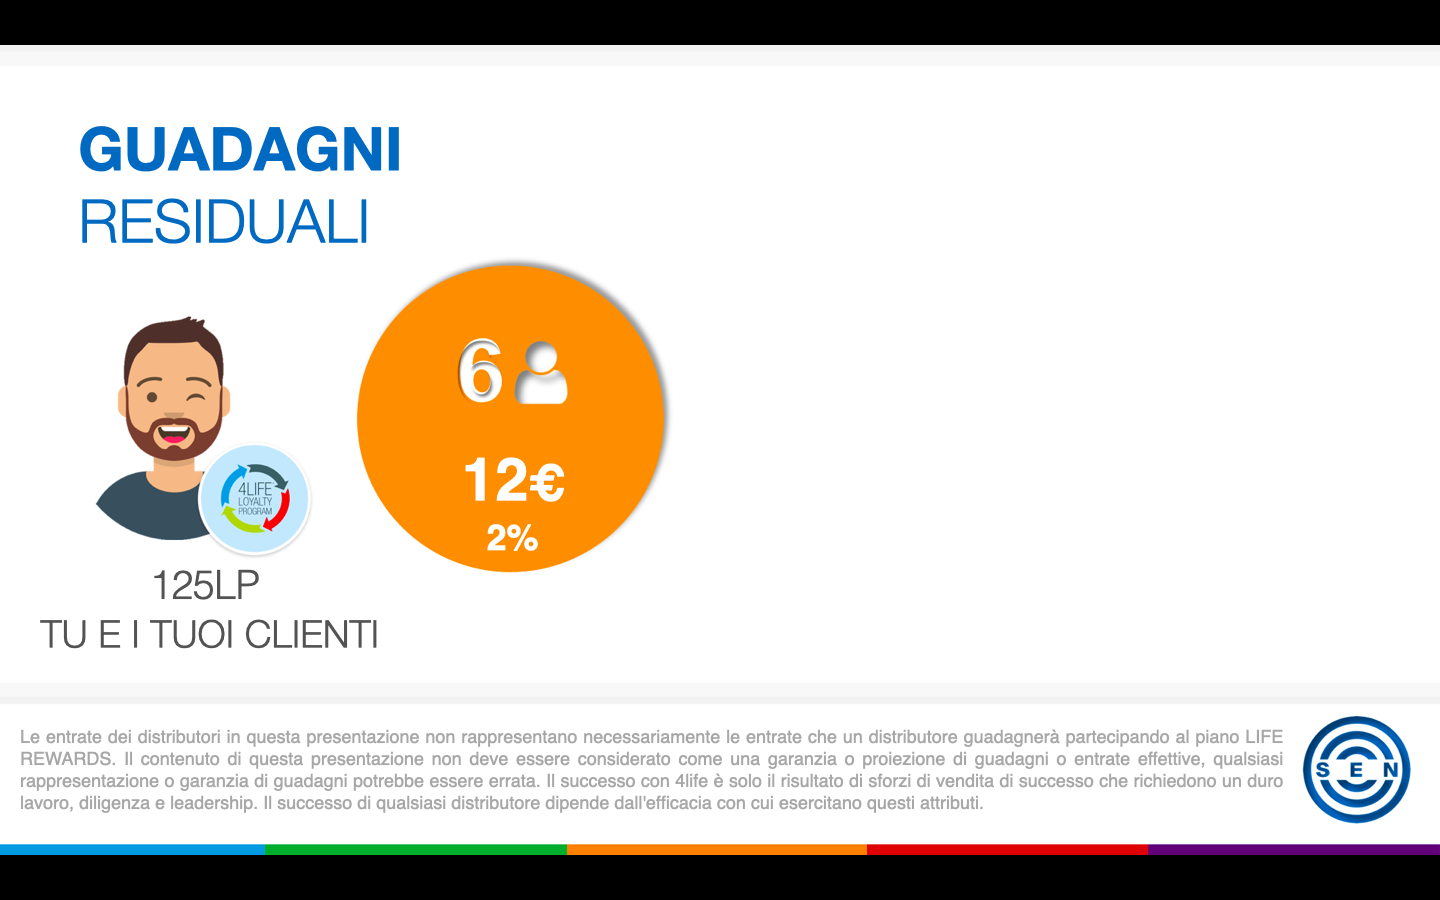 GUADAGNI
RESIDUALI
6
12€
2%
4LIFE
LOYALTY
PROGRAM
125LP
TU E I TUOI CLIENTI
Le entrate dei distributori in questa presentazione non rappresentano necessariamente le entrate che un distributore guadagnerà partecipando al piano LIFE
REWARDS. Il contenuto di questa presentazione non deve essere considerato come una garanzia o proiezione di guadagni o entrate effettive, qualsiasi
rappresentazione o garanzia di guadagni potrebbe essere errata. Il successo con 4life è solo il risultato di sforzi di vendita di successo che richiedono un duro
lavoro, diligenza e leadership. Il successo di qualsiasi distributore dipende dall'efficacia con cui esercitano questi attributi.
SEN